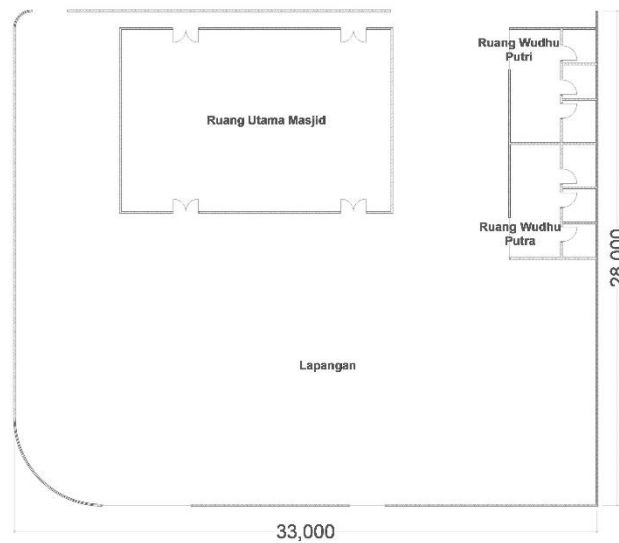 Ruang Wudhu
Putri
Ruang Utama Masjid
Ruang Wudhu
Putra
28,000
Lapangan
33,000